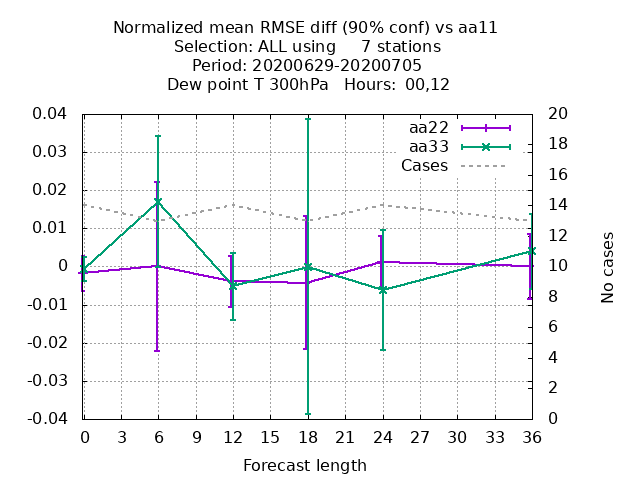 Normalized mean RMSE diff (90% conf) vs aa11
Selection: ALL using     7 stations
Period: 20200629-20200705
Dew point T 300hPa   Hours: 00,12
aa22
aa33
Cases
0.04
0.03
0.02
0.01
0
-0.01
-0.02
-0.03
-0.04
20
18
16
14
12
10
8
6
4
2
0
No cases
0 3 6 9 12 15 18 21 24 27 30 33 36
Forecast length